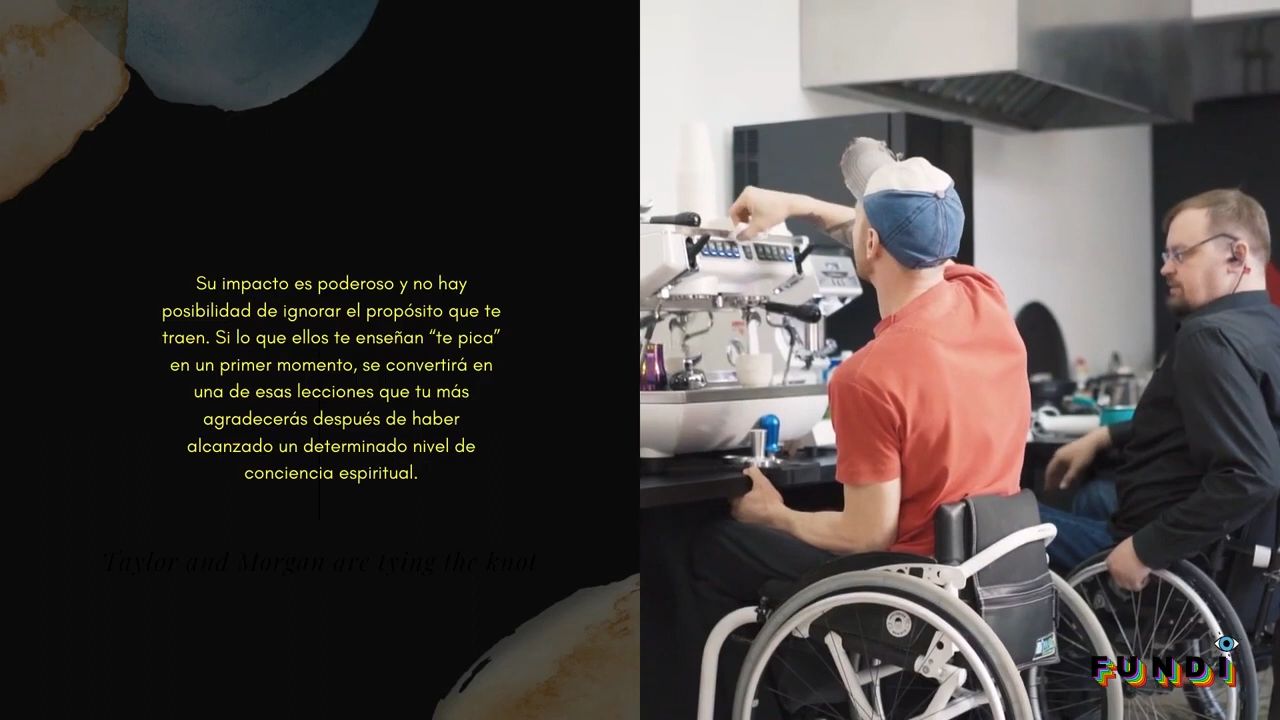 Su impacto es poderoso y no hay
posibilidad de ignorar el propósito que te
traen. Si lo que ellos te enseñan “te pica”
en un primer momento, se convertirá en
una de esas lecciones que tu más
agradecerás después de haber
alcanzado un determinado nivel de
conciencia espiritual.
Taylor and Morgan are tying the knot
FUNDI